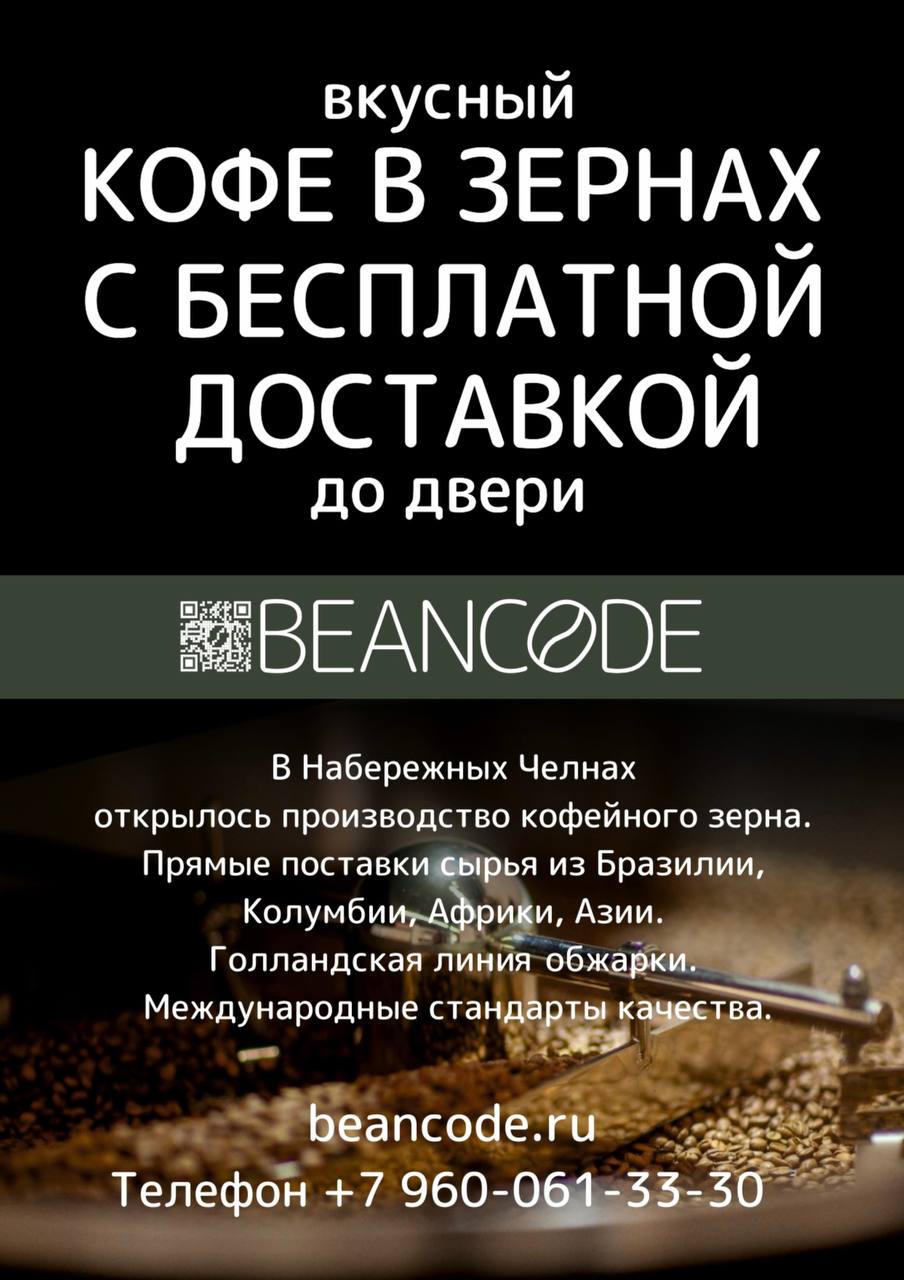 вкусный
КОФЕ В ЗЕРНАХ
С БЕСПЛАТНОЙ
ДОСТАВКОЙ
до двери
BEANCODE
В Набережных Челнах
открылось производство кофейного зерна.
Прямые поставки сырья из Бразилии,
Колумбии, Африки, Азии.
Голландская линия обжарки.
Международные стандарты качества.
beancode.ru
Телефон +7 960-061-33-30